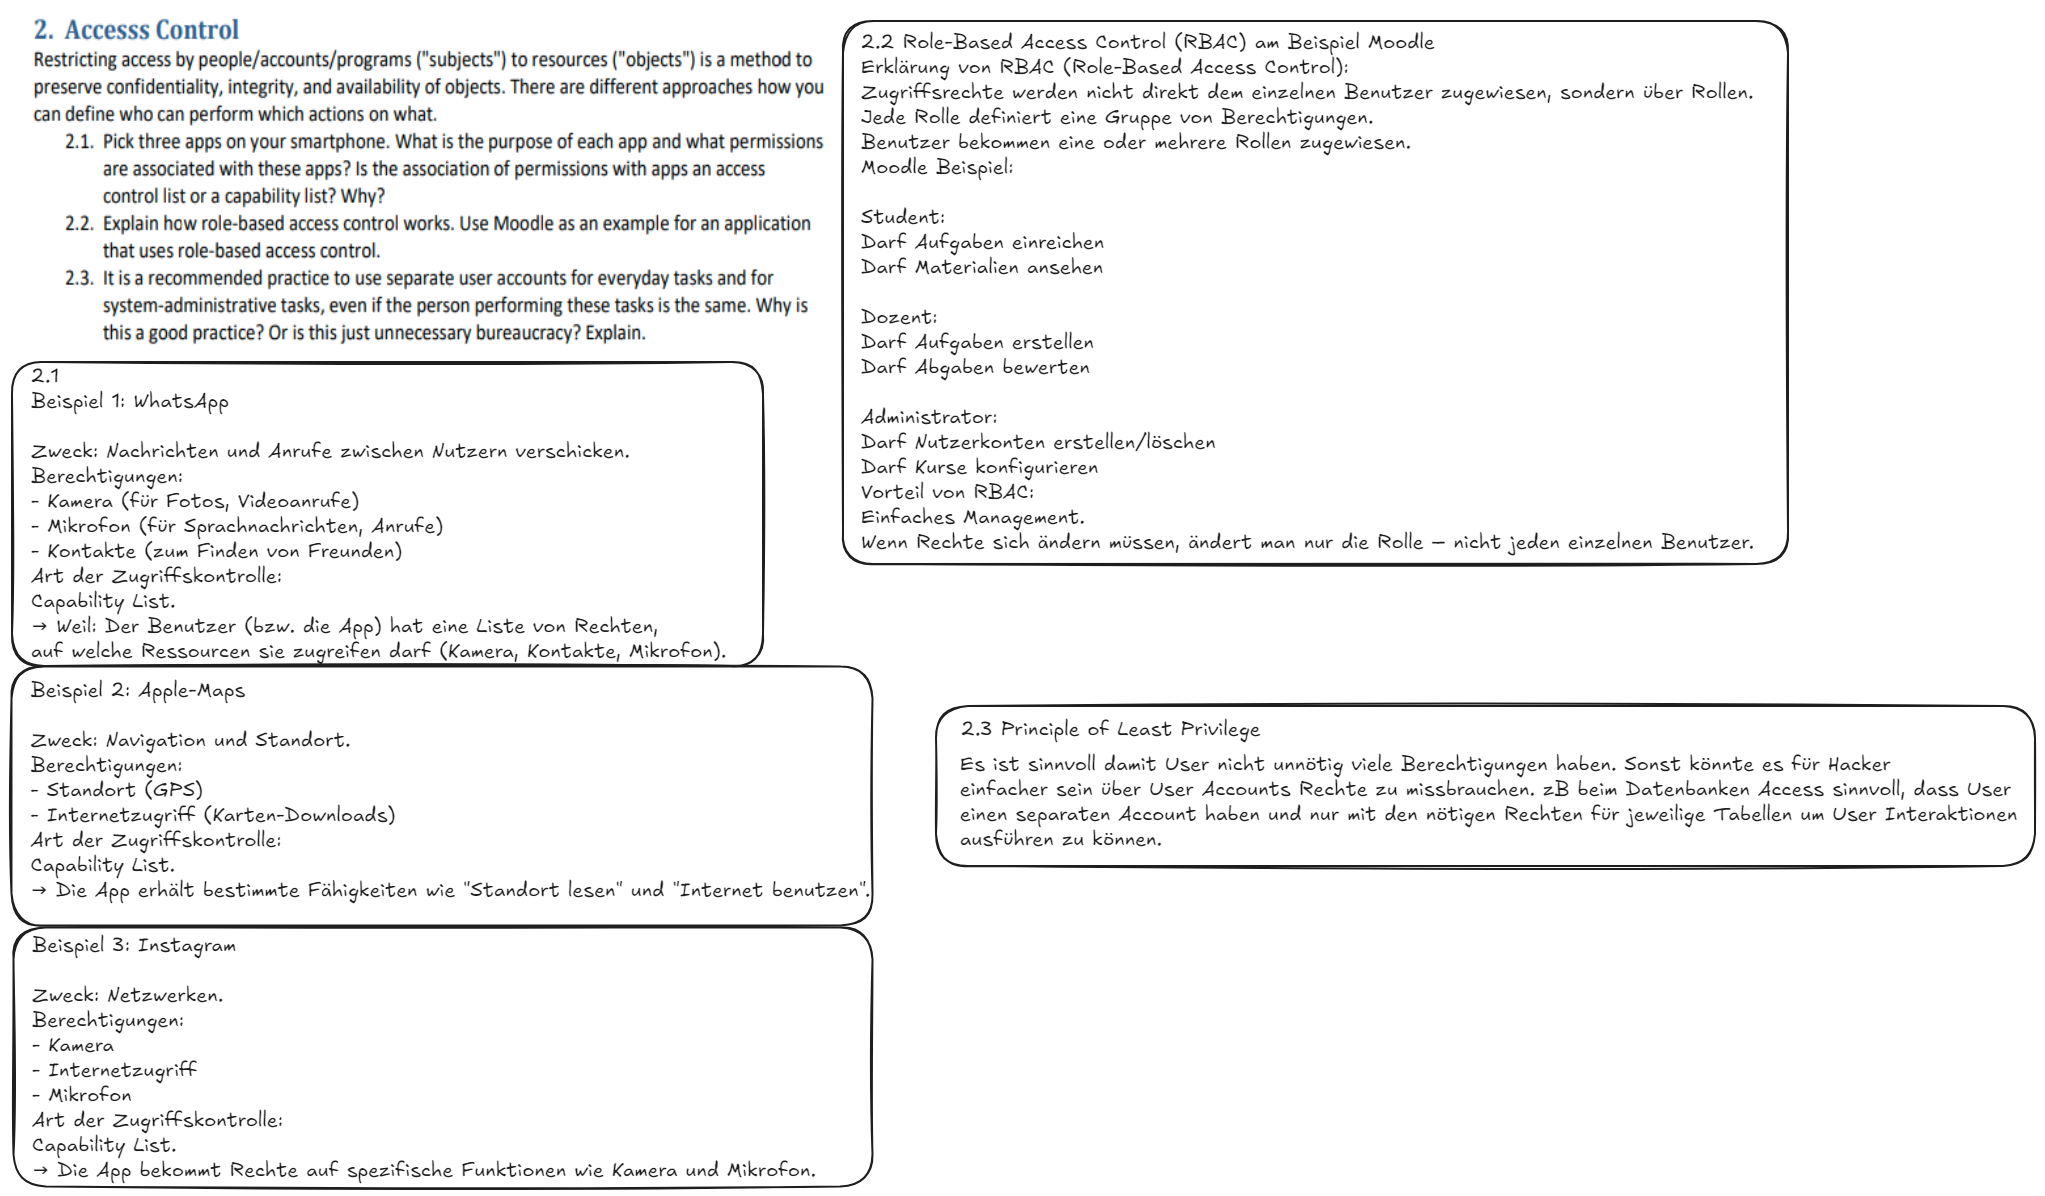 2. Accesss Control
Restricting access by people/accounts/programs ("subjects") to resources ("objects") is a method to
preserve confidentiality, integrity, and availability of objects. There are different approaches how you
can define who can perform which actions on what.
2.1. Pick three apps on your smartphone. What is the purpose of each app and what permissions
are associated with these apps? Is the association of permissions with apps an access
control list or a capability list? Why?
2.2. Explain how role-based access control works. Use Moodle as an example for an application
that uses role-based access control.
2.3. It is a recommended practice to use separate user accounts for everyday tasks and for
system-administrative tasks, even if the person performing these tasks is the same. Why is
this a good practice? Or is this just unnecessary bureaucracy? Explain.
2.1
Beispiel 1: WhatsApp
Zweck: Nachrichten und Anrufe zwischen Nutzern verschicken.
Berechtigungen:
- Kamera (für Fotos, Videoanrufe)
- Mikrofon (für Sprachnachrichten, Anrufe)
- Kontakte (zum Finden von Freunden)
Art der Zugriffskontrolle:
Capability List.
→ Weil: Der Benutzer (bzw. die App) hat eine Liste von Rechten,
auf welche Ressourcen sie zugreifen darf (Kamera, Kontakte, Mikrofon).
Beispiel 2: Apple-Maps
Zweck: Navigation und Standort.
Berechtigungen:
- Standort (GPS)
- Internetzugriff (Karten-Downloads)
Art der Zugriffskontrolle:
Capability List.
→ Die App erhält bestimmte Fähigkeiten wie "Standort lesen" und "Internet benutzen".
Beispiel 3: Instagram
Zweck: Netzwerken.
Berechtigungen:
- Kamera
- Internetzugriff
- Mikrofon
Art der Zugriffskontrolle:
Capability List.
→ Die App bekommt Rechte auf spezifische Funktionen wie Kamera und Mikrofon.
2.2 Role-Based Access Control (RBAC) am Beispiel Moodle
Erklärung von RBAC (Role-Based Access Control):
Zugriffsrechte werden nicht direkt dem einzelnen Benutzer zugewiesen, sondern über Rollen.
Jede Rolle definiert eine Gruppe von Berechtigungen.
Benutzer bekommen eine oder mehrere Rollen zugewiesen.
Moodle Beispiel:
Student:
Darf Aufgaben einreichen
Darf Materialien ansehen
Dozent:
Darf Aufgaben erstellen
Darf Abgaben bewerten
Administrator:
Darf Nutzerkonten erstellen/löschen
Darf Kurse konfigurieren
Vorteil von RBAC:
Einfaches Management.
Wenn Rechte sich ändern müssen, ändert man nur die Rolle – nicht jeden einzelnen Benutzer.
2.3 Principle of Least Privilege
Es ist sinnvoll damit User nicht unnötig viele Berechtigungen haben. Sonst könnte es für Hacker
einfacher sein über User Accounts Rechte zu missbrauchen. zB beim Datenbanken Access sinnvoll, dass User
einen separaten Account haben und nur mit den nötigen Rechten für jeweilige Tabellen um User Interaktionen
ausführen zu können.